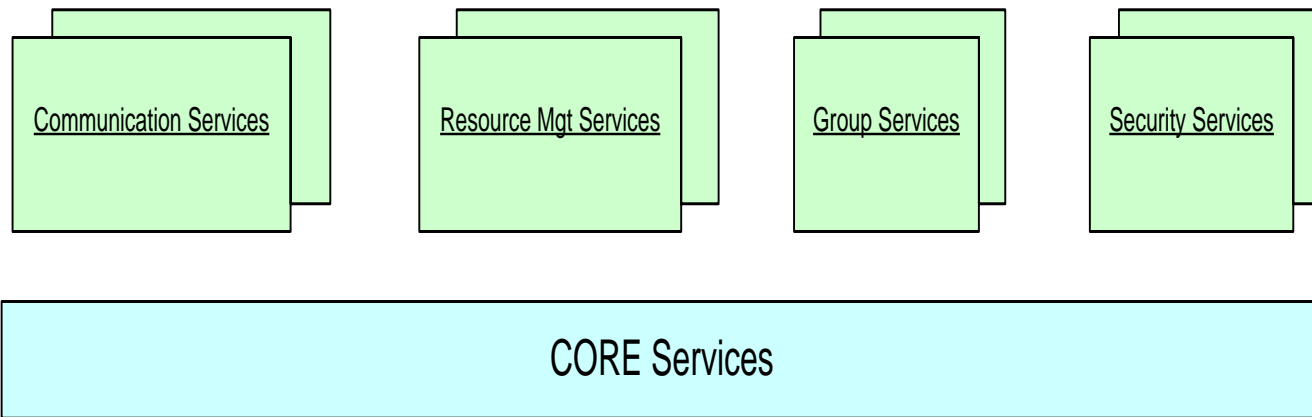 Communication Services
Resource Mgt Services
Group Services
Security Services
CORE Services